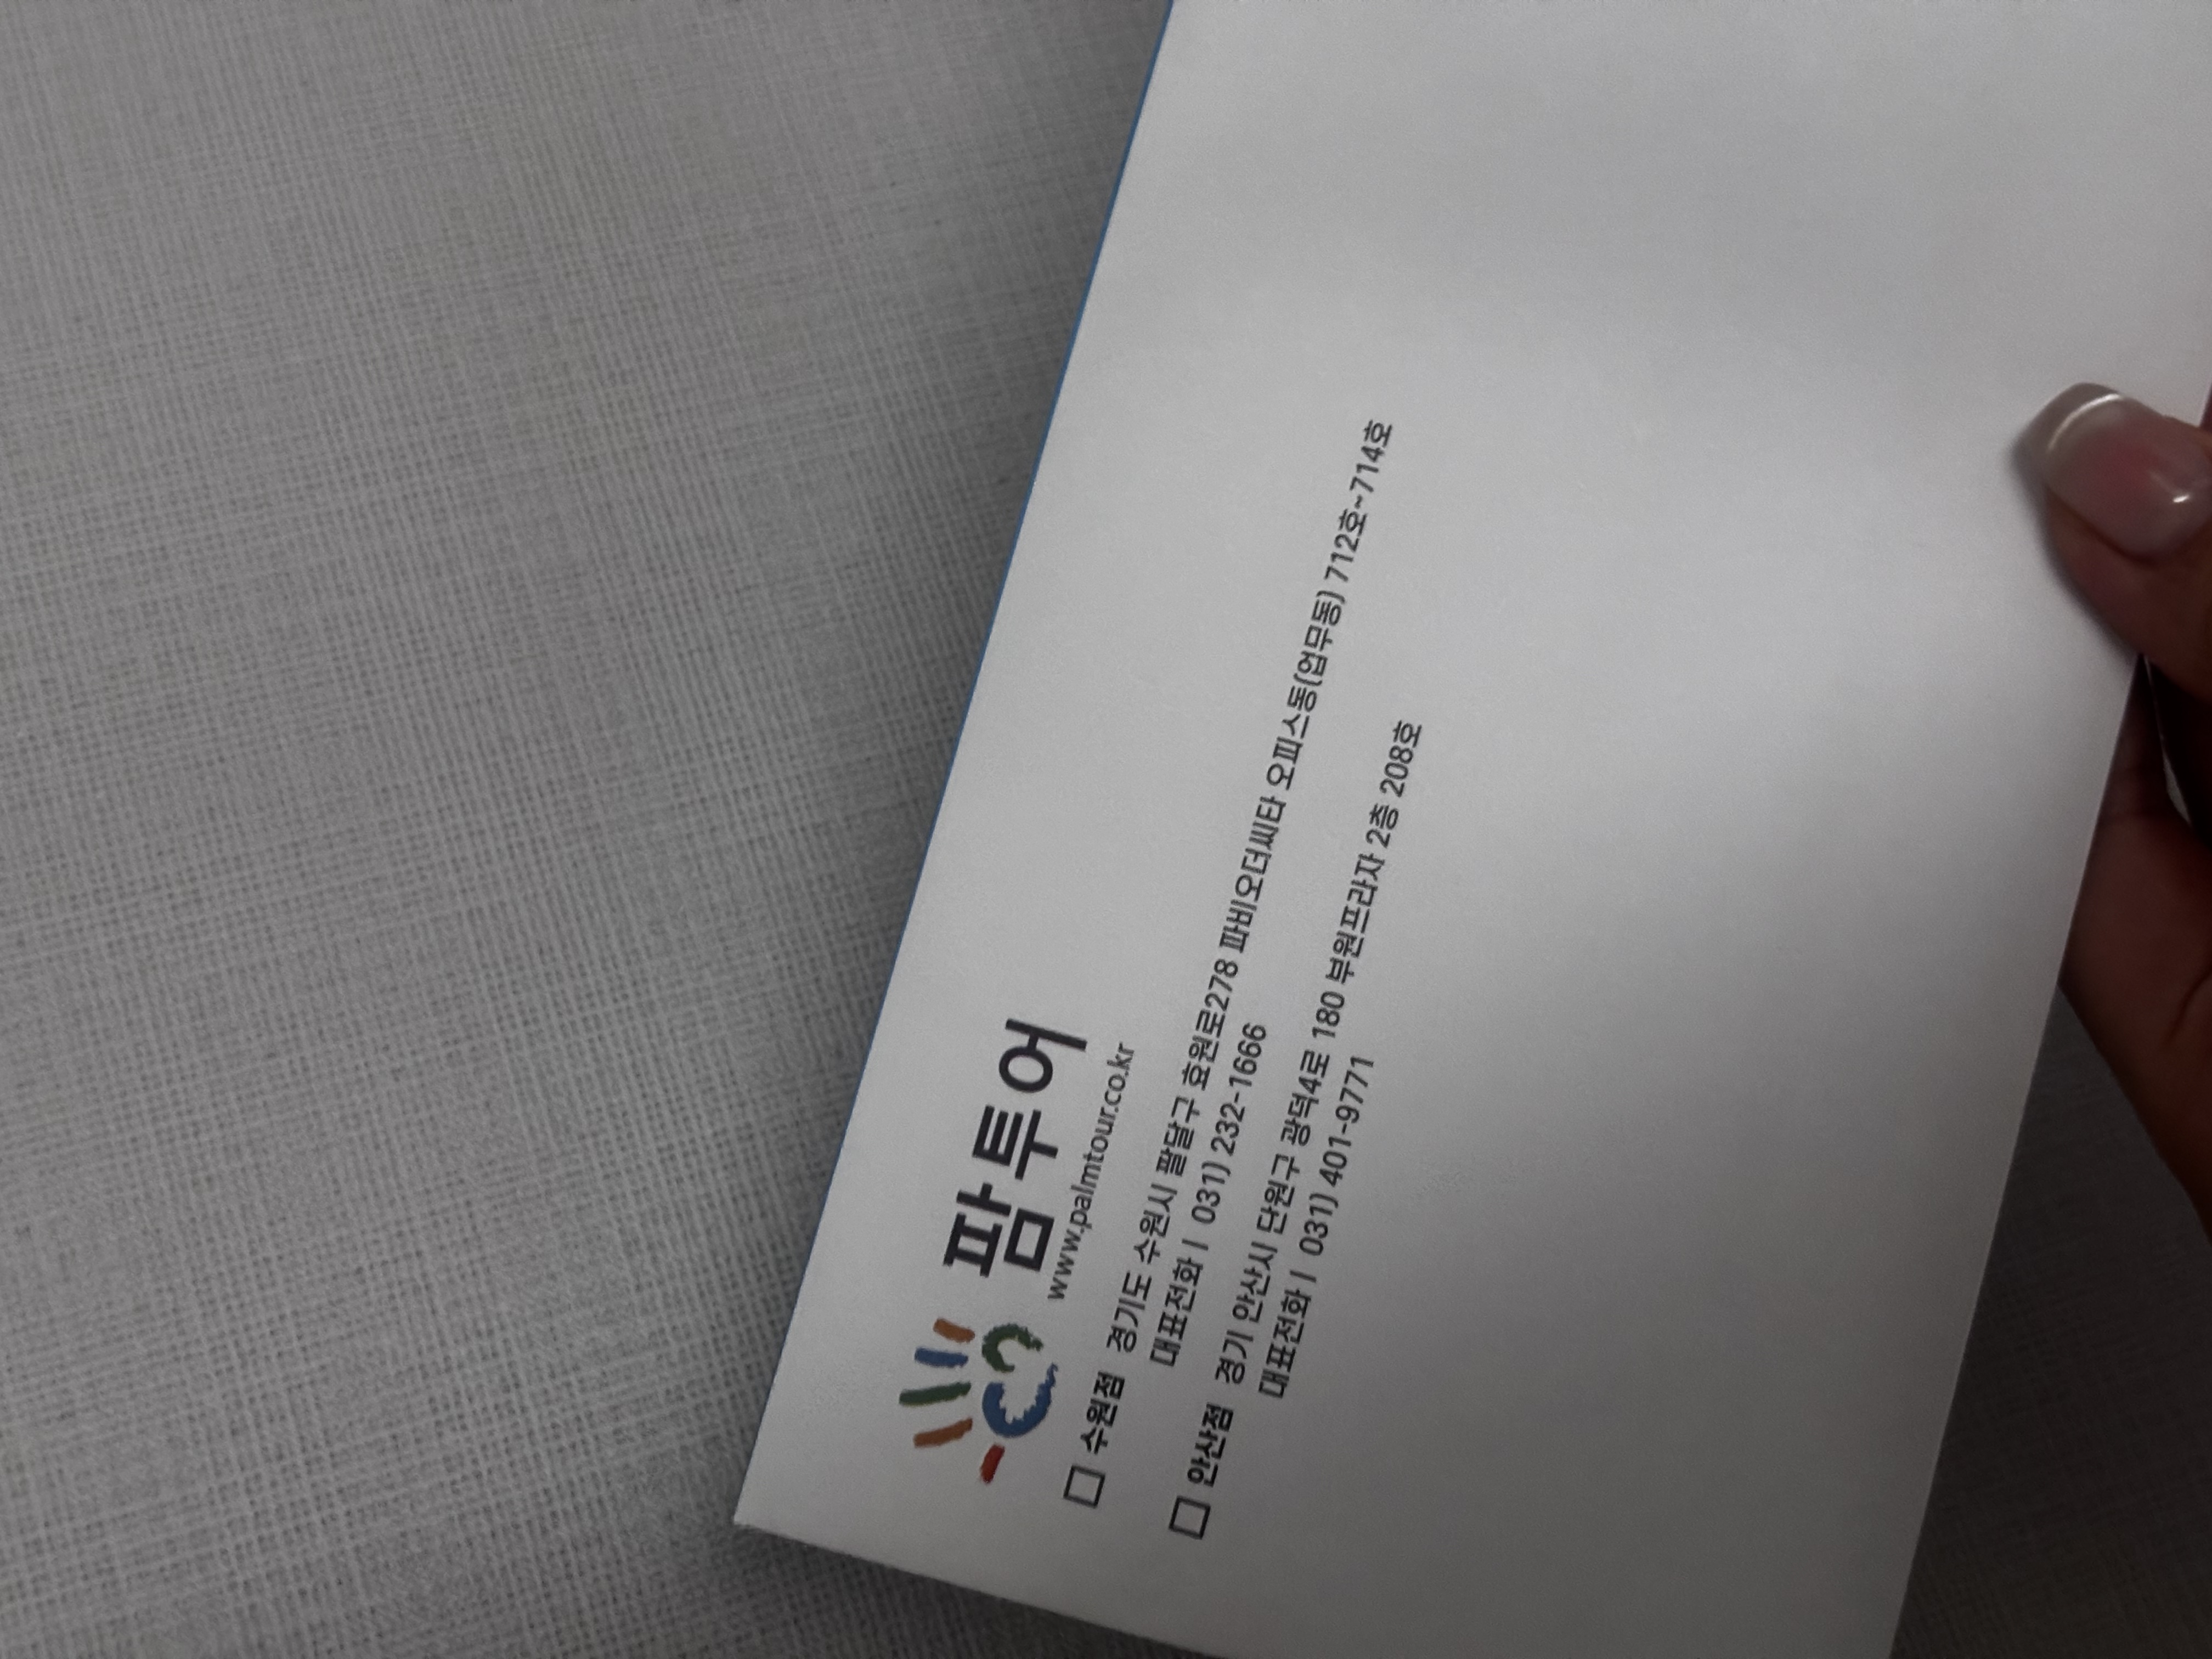 팜투어
www.palmtour.co.kr
□ 수원점 경기도 수원시 팔달구 효원로278 파비오더씨타 오피스동(업무동) 712호~714호
대표전화 | 031) 232-1666
□ 안산점 경기 안산시 단원구 광덕4로 180 부원프라자 2층 208호
대표전화 | 031) 401-9771